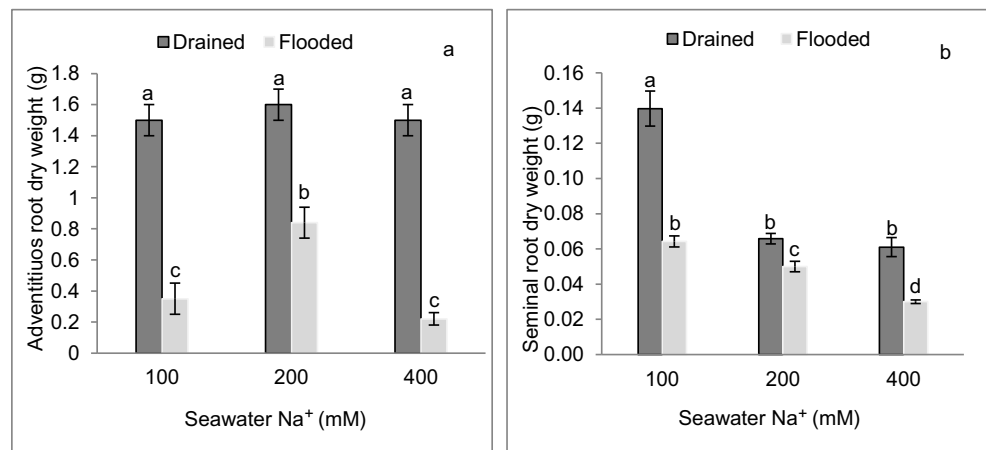 Drained Flooded
a
Adventitiuos root dry weight (g)
1.8
1.6
1.4
1.2
1
0.8
0.6
0.4
0.2
0
a
c
a
b
a
c
100 200 400
Seawater Na⁺ (mM)
Drained Flooded
b
Seminal root dry weight (g)
0.16
0.14
0.12
0.10
0.08
0.06
0.04
0.02
0.00
a
b
b
c
b
d
100 200 400
Seawater Na⁺ (mM)